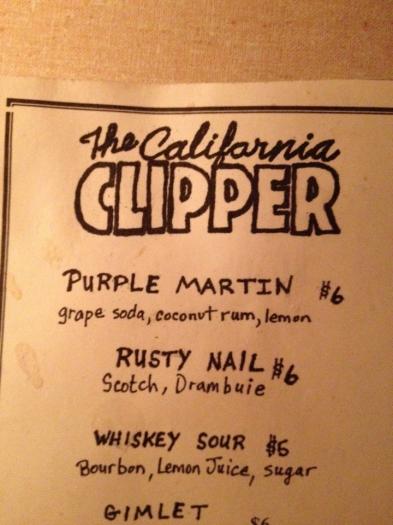 The California
CLIPPER
PURPLE MARTIN $6
grape soda, coconut rum, lemon
RUSTY NAIL $6
Scotch, Drambuie
WHISKEY SOUR $6
Bourbon, Lemon Juice, sugar
GIMLET $6